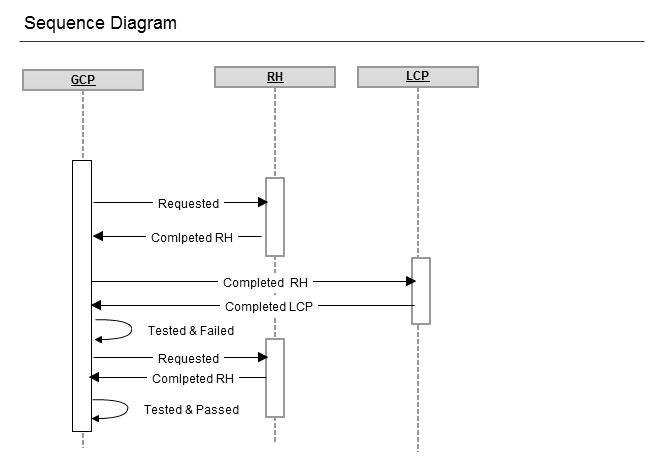 Sequence Diagram
GCP
RH
LCP
Requested
Comlpeted RH
Completed RH
Completed LCP
Tested & Failed
Requested
Comlpeted RH
Tested & Passed